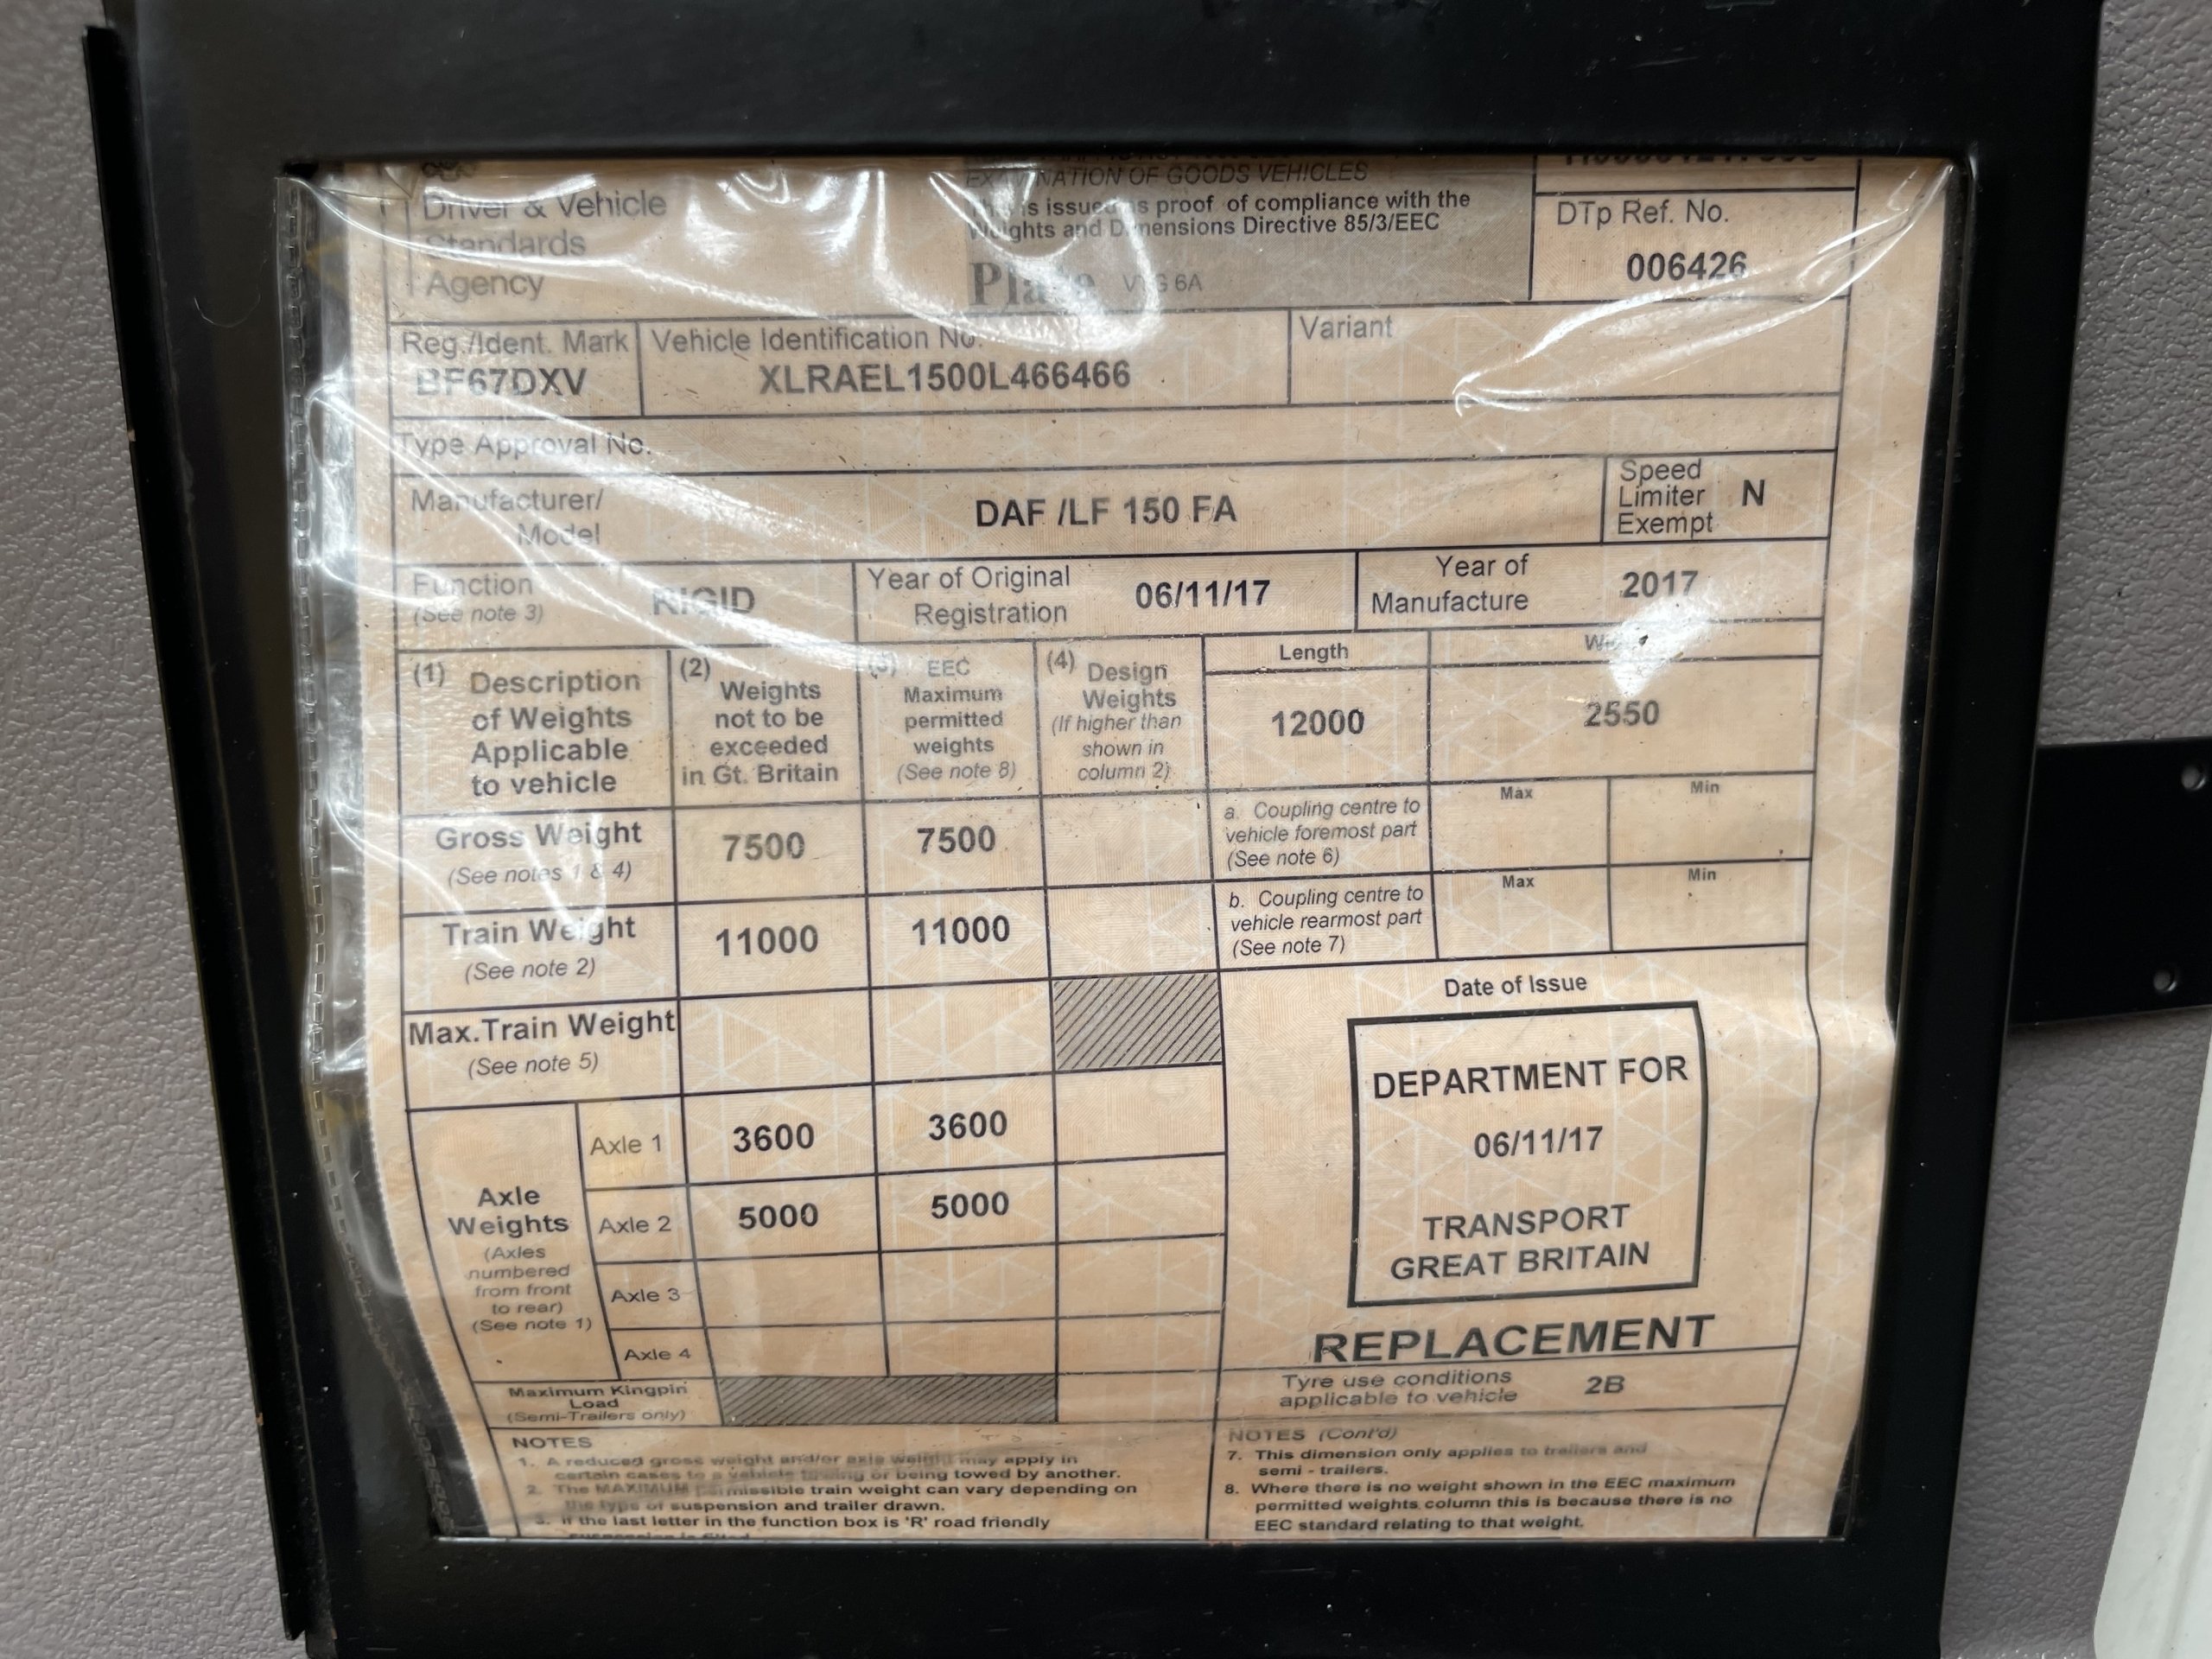 EXAMINATION OF GOODS VEHICLES
This is issued as proof of compliance with the
Weights and Dimensions Directive 85/3/EEC
Plate VTG 6A
Driver & Vehicle
Standards
Agency
DTp Ref. No.
006426
Reg./Ident. Mark
BF67DXV
Vehicle Identification No.
XLRAEL1500L466466
Variant
Type Approval No.
Manufacturer/
Model
DAF /LF 150 FA
Speed
Limiter
Exempt
N
Function
(See note 3)
RIGID
Year of Original
Registration
06/11/17
Year of
Manufacture
2017
(1) Description
of Weights
Applicable
to vehicle
(2) Weights
not to be
exceeded
in Gt. Britain
(3) EEC
Maximum
permitted
weights
(See note 8)
(4) Design
Weights
(If higher than
shown in
column 2)
Length
12000
Width
2550
Gross Weight
(See notes 1 & 4)
7500
7500
a. Coupling centre to
vehicle foremost part
(See note 6)
Max
Min
Train Weight
(See note 2)
11000
11000
b. Coupling centre to
vehicle rearmost part
(See note 7)
Max
Min
Max.Train Weight
(See note 5)
Axle
Weights
(Axles
numbered
from front
to rear)
(See note 1)
Axle 1
3600
3600
Axle 2
5000
5000
Axle 3
Axle 4
Maximum Kingpin
Load
(Semi-Trailers only)
Date of Issue
DEPARTMENT FOR
06/11/17
TRANSPORT
GREAT BRITAIN
REPLACEMENT
Tyre use conditions
applicable to vehicle
2B
NOTES
1. A reduced gross weight and/or axle weight may apply in
certain cases to a vehicle towing or being towed by another.
2. The MAXIMUM permissible train weight can vary depending on
the type of suspension and trailer drawn.
3. If the last letter in the function box is 'R' road friendly
suspension is fitted
NOTES (Cont'd)
7. This dimension only applies to trailers and
semi - trailers.
8. Where there is no weight shown in the EEC maximum
permitted weights column this is because there is no
EEC standard relating to that weight.